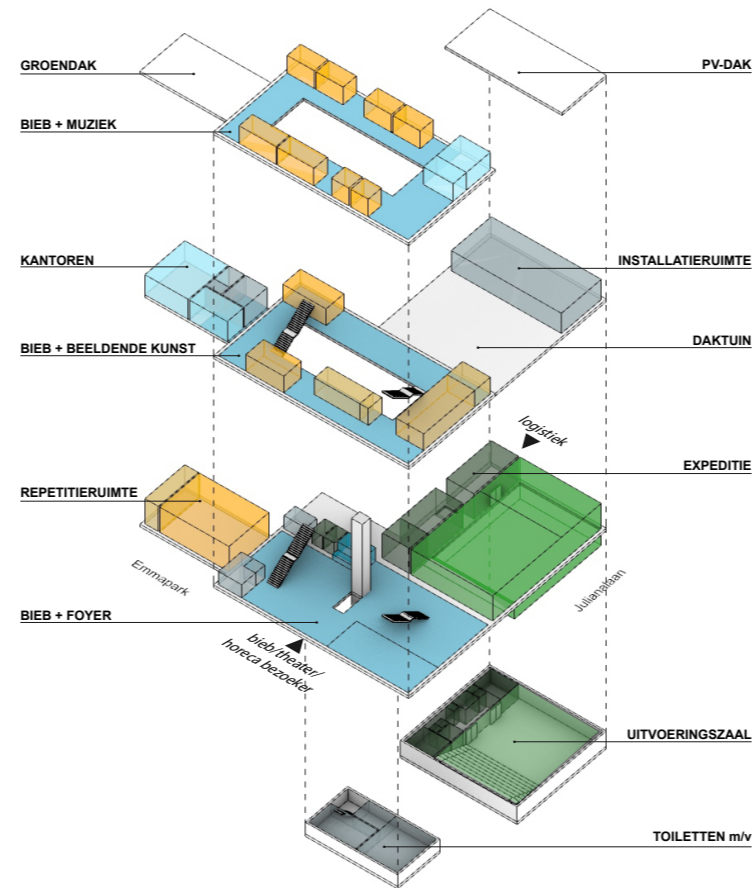 GROENDAK
PV-DAK
BIEB + MUZIEK
KANTOREN
INSTALLATIERUIMTE
DAKTUIN
BIEB + BEELDENDE KUNST
logistiek
EXPEDITIE
REPETITIERUIMTE
Emmapark
Julianalaan
BIEB + FOYER
bieb/theater/
horeca bezoeker
UITVOERINGSZAAL
TOILETTEN m/v